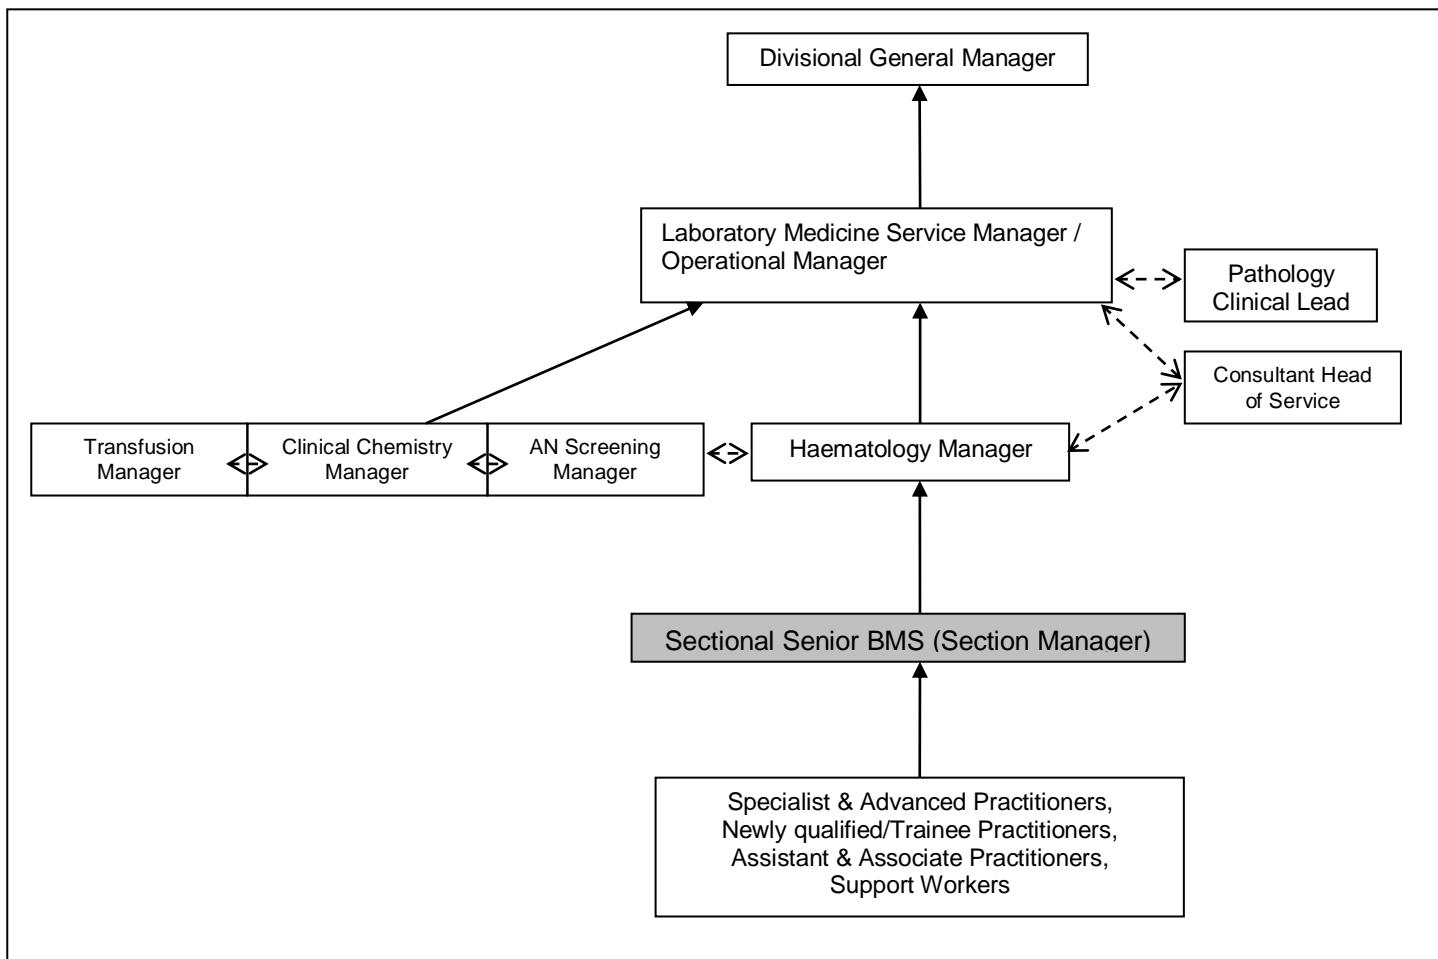 Divisional General Manager
Laboratory Medicine Service Manager /
Operational Manager
Pathology
Clinical Lead
Consultant Head
of Service
Transfusion
Manager
Clinical Chemistry
Manager
AN Screening
Manager
Haematology Manager
Sectional Senior BMS (Section Manager)
Specialist & Advanced Practitioners,
Newly qualified/Trainee Practitioners,
Assistant & Associate Practitioners,
Support Workers